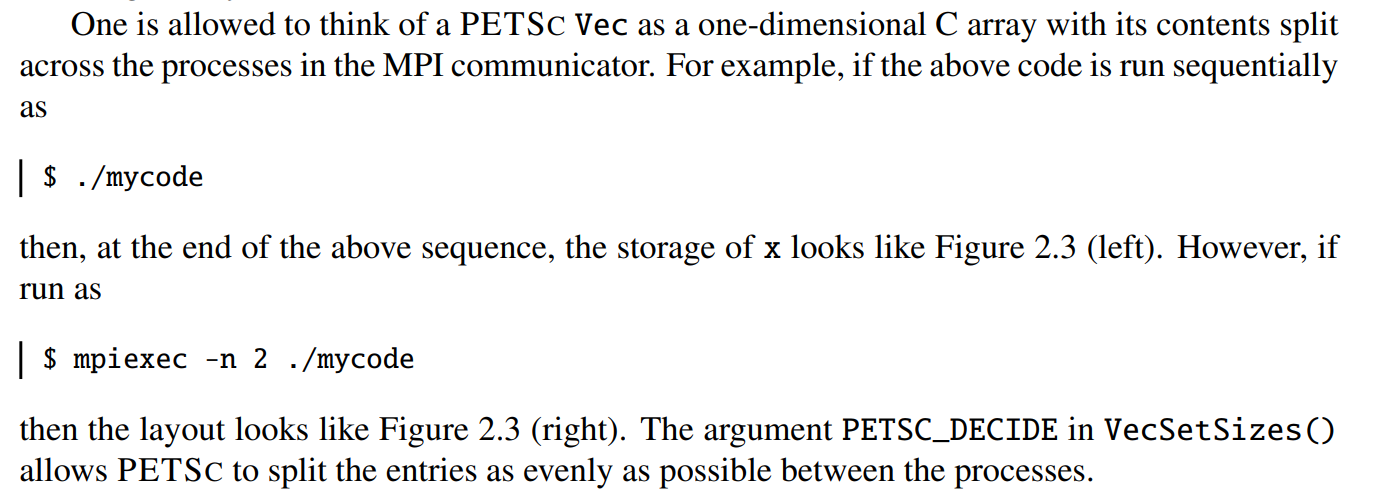 One is allowed to think of a PETSC Vec as a one-dimensional C array with its contents split
across the processes in the MPI communicator. For example, if the above code is run sequentially
as
$ ./mycode
then, at the end of the above sequence, the storage of x looks like Figure 2.3 (left). However, if
run as
$ mpiexec -n 2 ./mycode
then the layout looks like Figure 2.3 (right). The argument PETSC_DECIDE in VecSetSizes()
allows PETSC to split the entries as evenly as possible between the processes.